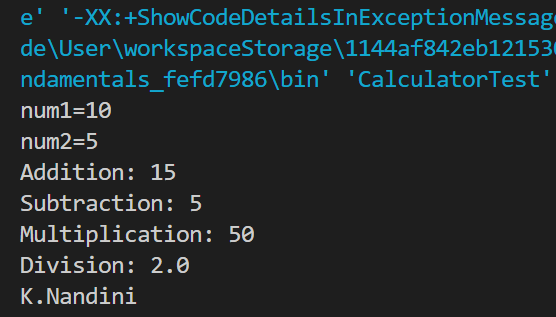 e' '-XX:+ShowCodeDetailsInExceptionMessag
de\User\workspaceStorage\1144af842eb121530
ndamentals_fefd7986\bin' 'CalculatorTest'
num1=10
num2=5
Addition: 15
Subtraction: 5
Multiplication: 50
Division: 2.0
K.Nandini